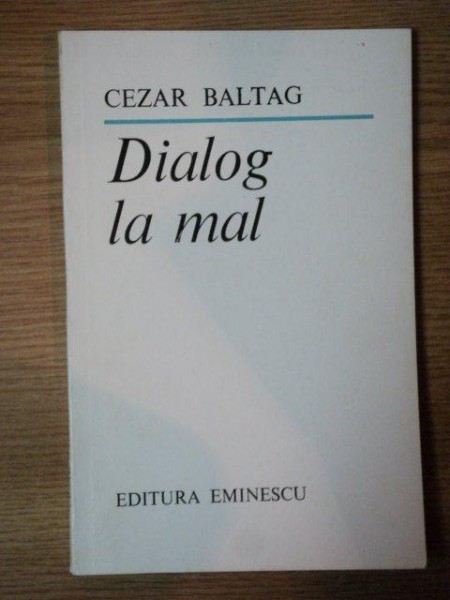 CEZAR BALTAG
Dialog
la mal
EDITURA EMINESCU